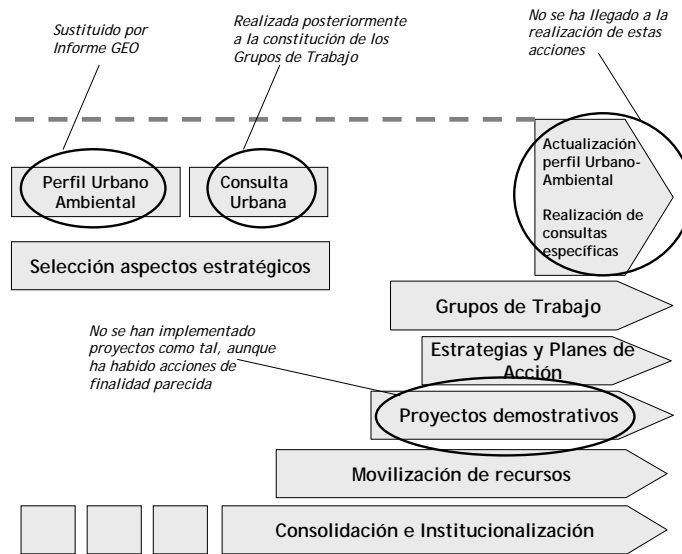 Sustituido por
Informe GEO
Realizada posteriormente
a la constitución de los
Grupos de Trabajo
No se ha llegado a la
realización de estas
acciones
Perfil Urbano
Ambiental
Consulta
Urbana
Actualización
perfil Urbano-
Ambiental
Realización de
consultas
específicas
Selección aspectos estratégicos
Grupos de Trabajo
No se han implementado
proyectos como tal, aunque
ha habido acciones de
finalidad parecida
Estrategias y Planes de
Acción
Proyectos demostrativos
Movilización de recursos
Consolidación e Institucionalización